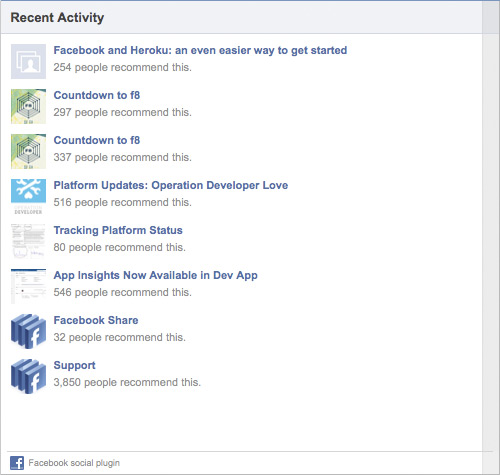 Recent Activity
Facebook and Heroku: an even easier way to get started
254 people recommend this.
Countdown to f8
297 people recommend this.
Countdown to f8
337 people recommend this.
Platform Updates: Operation Developer Love
516 people recommend this.
DEVELOPER
Tracking Platform Status
80 people recommend this.
App Insights Now Available in Dev App
546 people recommend this.
Facebook Share
32 people recommend this.
Support
3,850 people recommend this.
Facebook social plugin